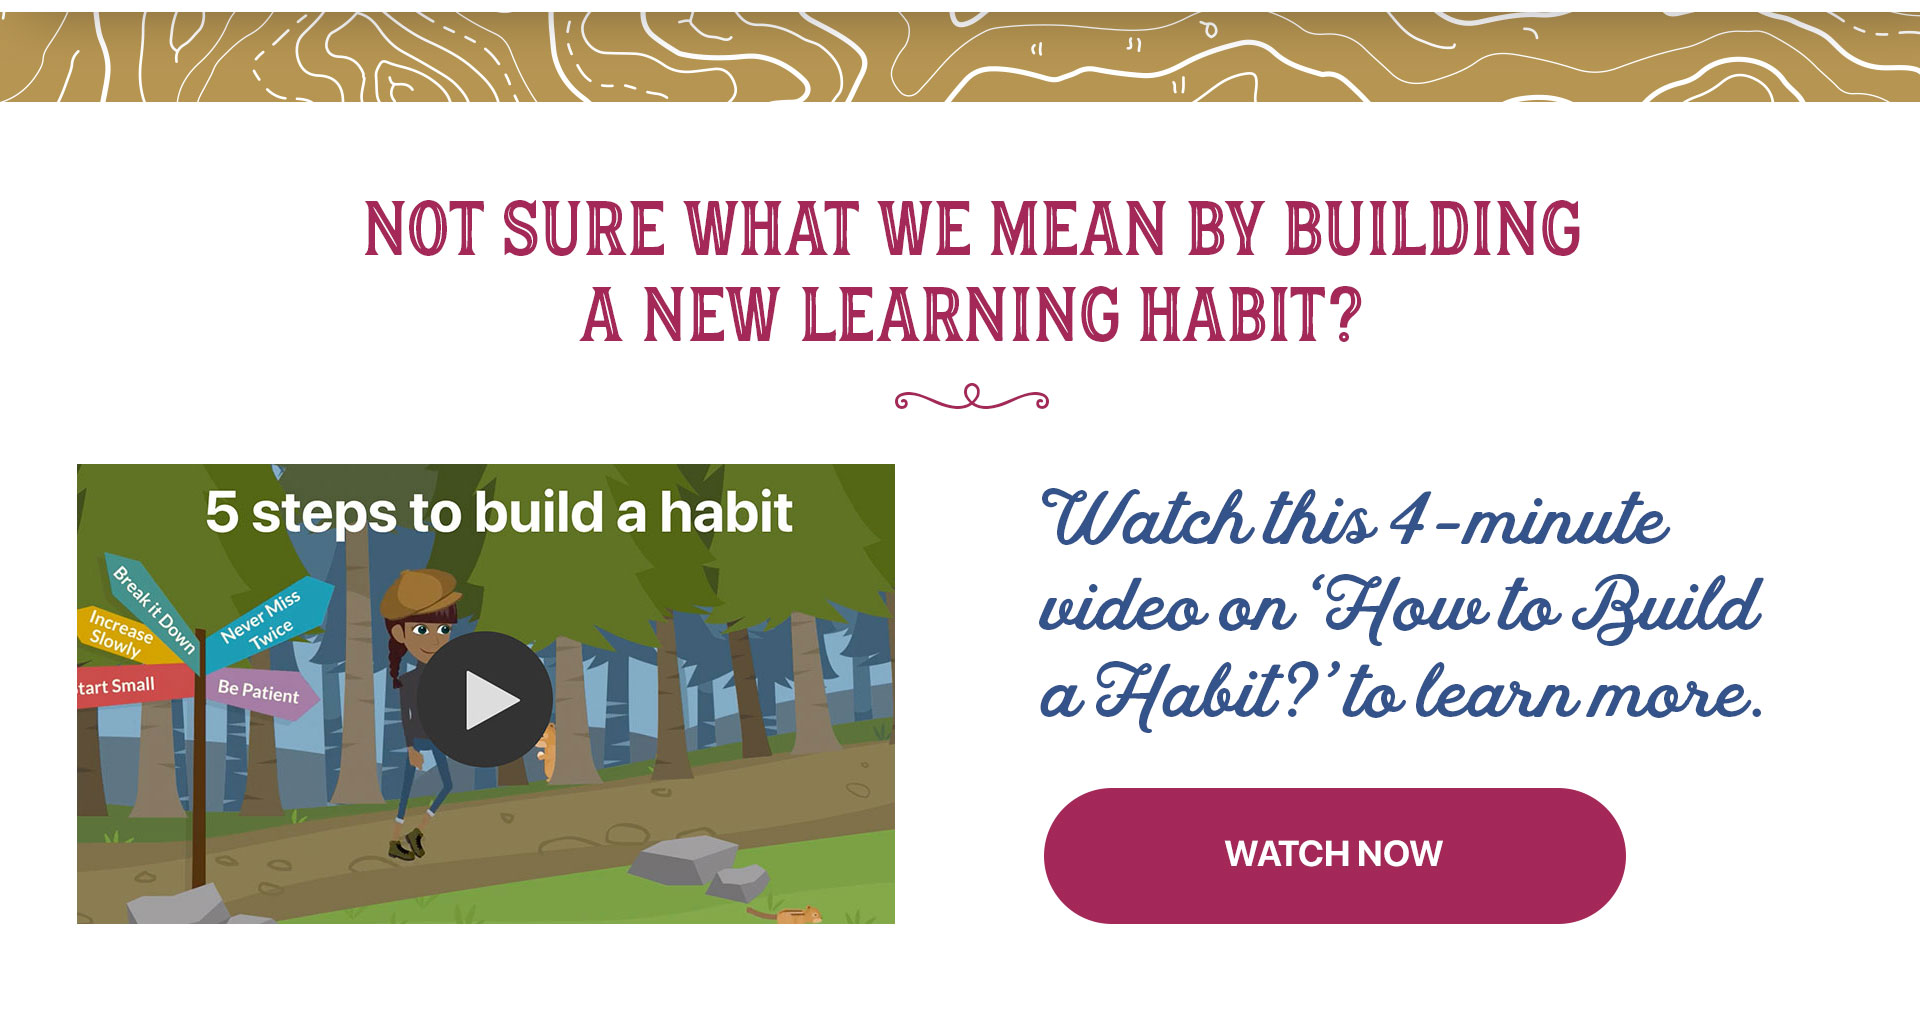 NOT SURE WHAT WE MEAN BY BUILDING
A NEW LEARNING HABIT?
5 steps to build a habit
Break it Down
Never Miss
Twice
Increase
Slowly
tart Small
Be Patient
Watch this 4-minute
video on ‘How to Build
a Habit?’ to learn more.
WATCH NOW